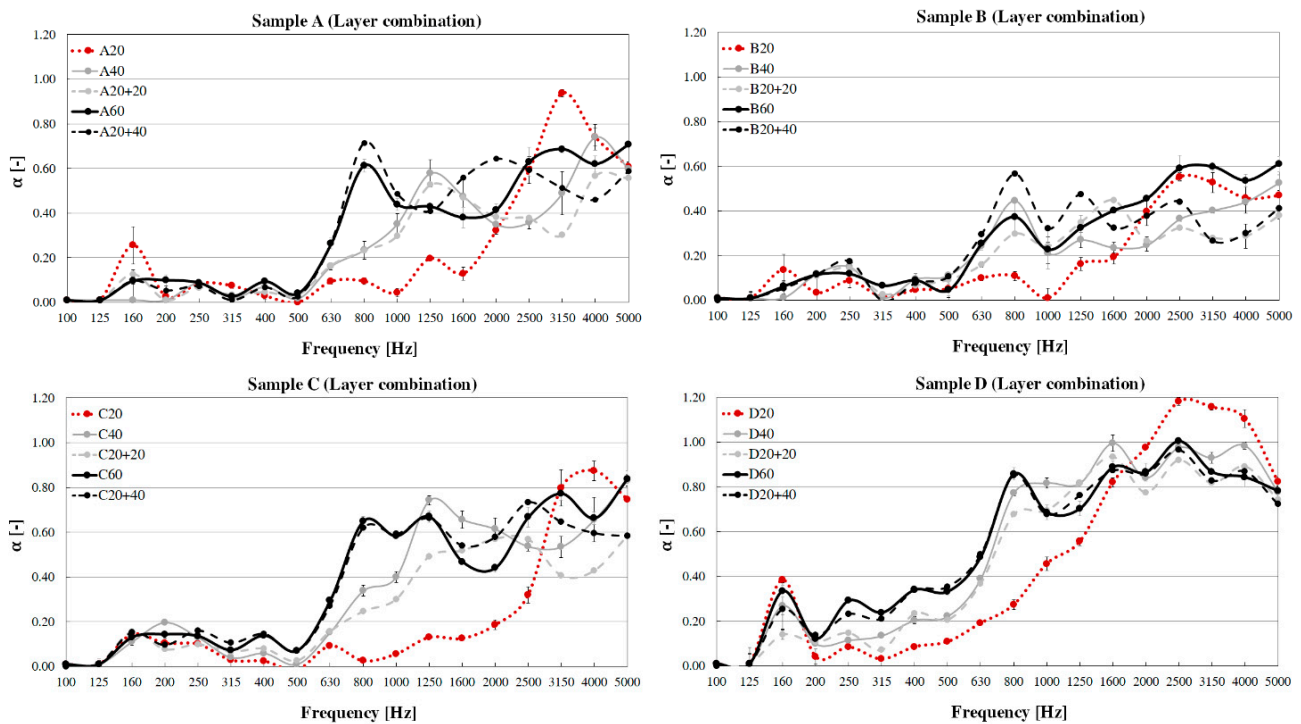 Sample A (Layer combination)
1.20
1.00
0.80
0.60
0.40
0.20
0.00
α [-]
A20
A40
A20+20
A60
A20+40
100 125 160 200 250 315 400 500 630 800 1000 1250 1600 2000 2500 3150 4000 5000
Frequency [Hz]
Sample B (Layer combination)
1.20
1.00
0.80
0.60
0.40
0.20
0.00
α [-]
B20
B40
B20+20
B60
B20+40
100 125 160 200 250 315 400 500 630 800 1000 1250 1600 2000 2500 3150 4000 5000
Frequency [Hz]
Sample C (Layer combination)
1.20
1.00
0.80
0.60
0.40
0.20
0.00
α [-]
C20
C40
C20+20
C60
C20+40
100 125 160 200 250 315 400 500 630 800 1000 1250 1600 2000 2500 3150 4000 5000
Frequency [Hz]
Sample D (Layer combination)
1.20
1.00
0.80
0.60
0.40
0.20
0.00
α [-]
D20
D40
D20+20
D60
D20+40
100 125 160 200 250 315 400 500 630 800 1000 1250 1600 2000 2500 3150 4000 5000
Frequency [Hz]